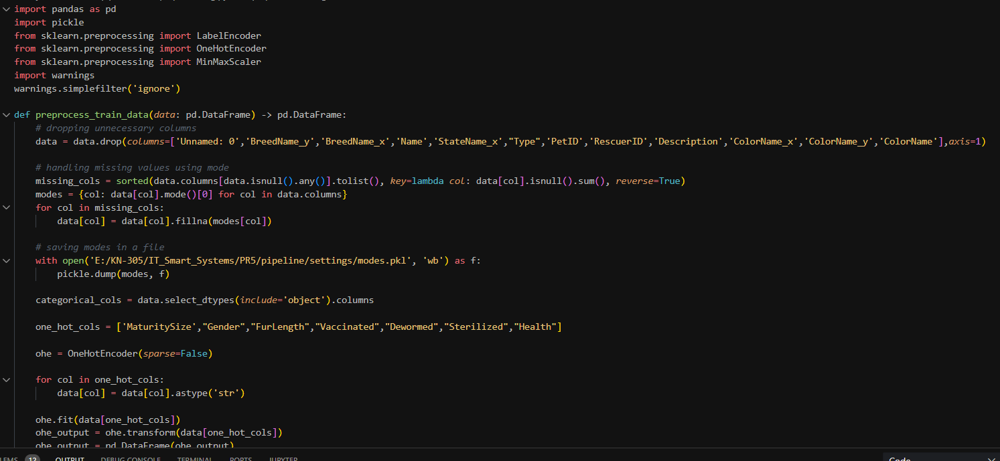 import pandas as pd
import pickle
from sklearn.preprocessing import LabelEncoder
from sklearn.preprocessing import OneHotEncoder
from sklearn.preprocessing import MinMaxScaler
import warnings
warnings.simplefilter('ignore')
def preprocess_train_data(data: pd.DataFrame) -> pd.DataFrame:
# dropping unnecessary columns
data = data.drop(columns=['Unnamed: 0','BreedName_y','BreedName_x','Name','StateName_x',"Type",'PetID','RescuerID','Description','ColorName_x','ColorName_y','ColorName'],axis=1)
# handling missing values using mode
missing_cols = sorted(data.columns[data.isnull().any()].tolist(), key=lambda col: data[col].isnull().sum(), reverse=True)
modes = {col: data[col].mode()[0] for col in data.columns}
for col in missing_cols:
data[col] = data[col].fillna(modes[col])
# saving modes in a file
with open('E:/KN-305/IT_Smart_Systems/PR5/pipeline/settings/modes.pkl', 'wb') as f:
pickle.dump(modes, f)
categorical_cols = data.select_dtypes(include='object').columns
one_hot_cols = ['MaturitySize',"Gender","FurLength","Vaccinated","Dewormed","Sterilized","Health"]
ohe = OneHotEncoder(sparse=False)
for col in one_hot_cols:
data[col] = data[col].astype('str')
ohe.fit(data[one_hot_cols])
ohe_output = ohe.transform(data[one_hot_cols])
ohe_output = pd.DataFrame(ohe_output)
LEMS 12 OUTPUT DEBUG CONSOLE TERMINAL PORTS JUPYTER Code